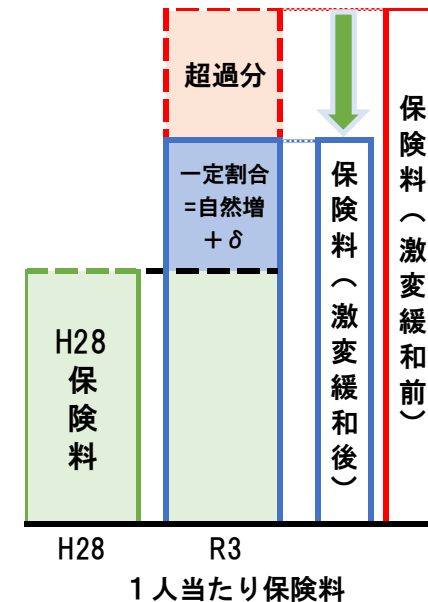 超過分
一定割合
=自然増
＋δ
H28
保
険
料
保険料（激変緩和後）
保険料（激変緩和前）
H28
R3
１人当たり保険料